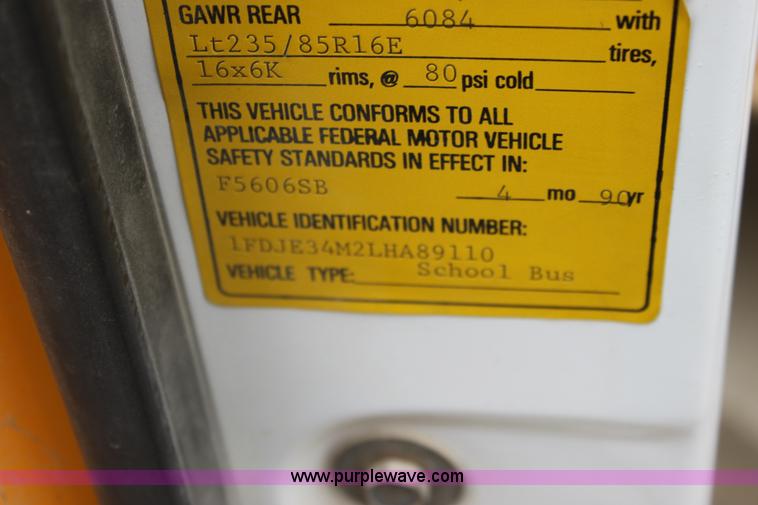 GAWR REAR 6084 with
Lt235/85R16E tires,
16x6K rims, @ 80 psi cold
THIS VEHICLE CONFORMS TO ALL
APPLICABLE FEDERAL MOTOR VEHICLE
SAFETY STANDARDS IN EFFECT IN:
F5606SB 4 mo 90yr
VEHICLE IDENTIFICATION NUMBER:
1FDJE34M2LHA89110
VEHICLE TYPE: School Bus
www.purplewave.com